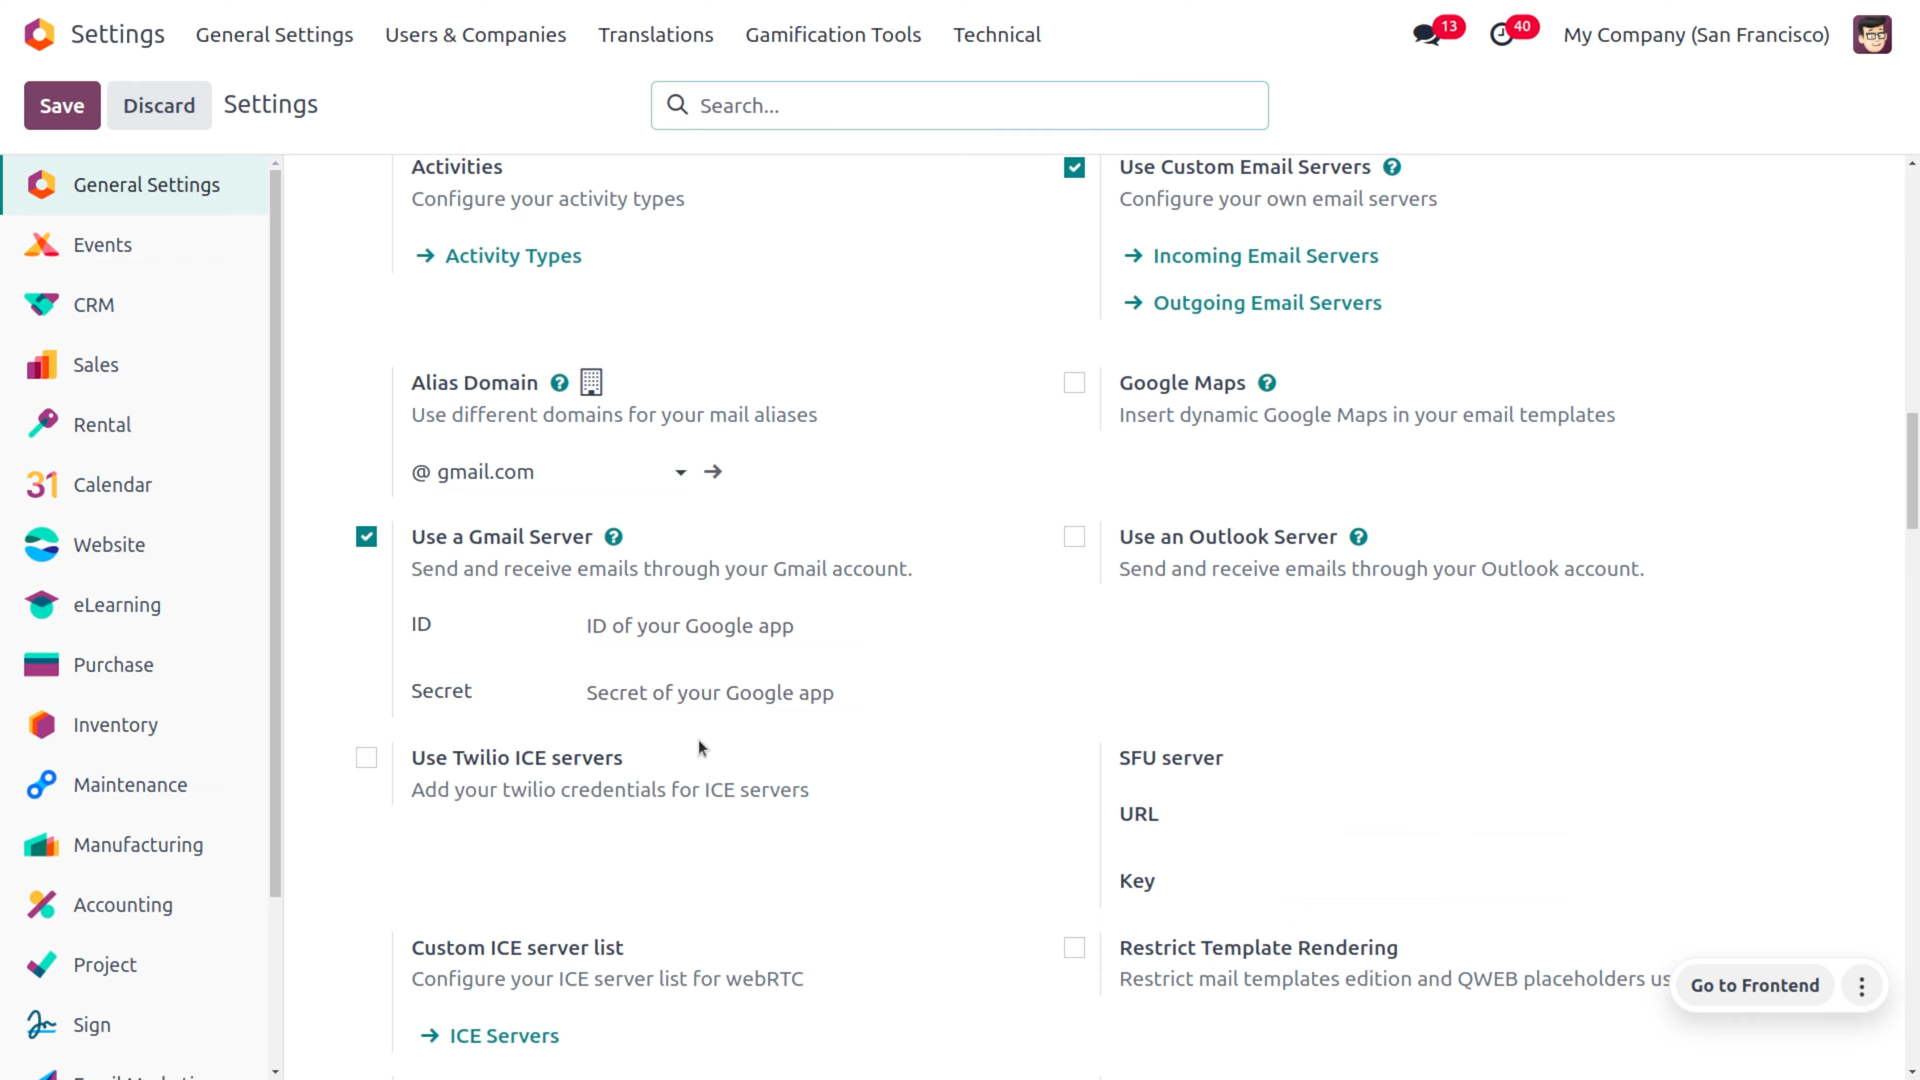 Settings General Settings Users & Companies Translations Gamification Tools Technical 13 40 My Company (San Francisco)
Save Discard Settings Search...
General Settings
Events
CRM
Sales
Rental
31 Calendar
Website
eLearning
Purchase
Inventory
Maintenance
Manufacturing
Accounting
Project
Sign
Activities
Configure your activity types
→ Activity Types
Use Custom Email Servers ?
Configure your own email servers
→ Incoming Email Servers
→ Outgoing Email Servers
Alias Domain ?
Use different domains for your mail aliases
@ gmail.com →
Google Maps ?
Insert dynamic Google Maps in your email templates
Use a Gmail Server ?
Send and receive emails through your Gmail account.
ID ID of your Google app
Secret Secret of your Google app
Use an Outlook Server ?
Send and receive emails through your Outlook account.
Use Twilio ICE servers
Add your twilio credentials for ICE servers
SFU server
URL
Key
Custom ICE server list
Configure your ICE server list for webRTC
→ ICE Servers
Restrict Template Rendering
Restrict mail templates edition and QWEB placeholders us
Go to Frontend